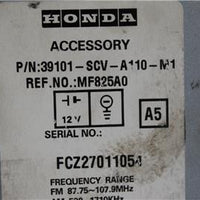 HONDA
ACCESSORY
P/N:39101-SCV-A110-M1
REF.NO.:MF825A0
12V
A5
SERIAL NO.:
FCZ27011054
FREQUENCY RANGE
FM 87.75~107.9MHz
1710KHz